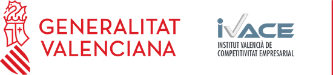 GENERALITAT
VALENCIANA
IVACE
INSTITUT VALENCIÀ DE
COMPETITIVITAT EMPRESARIAL